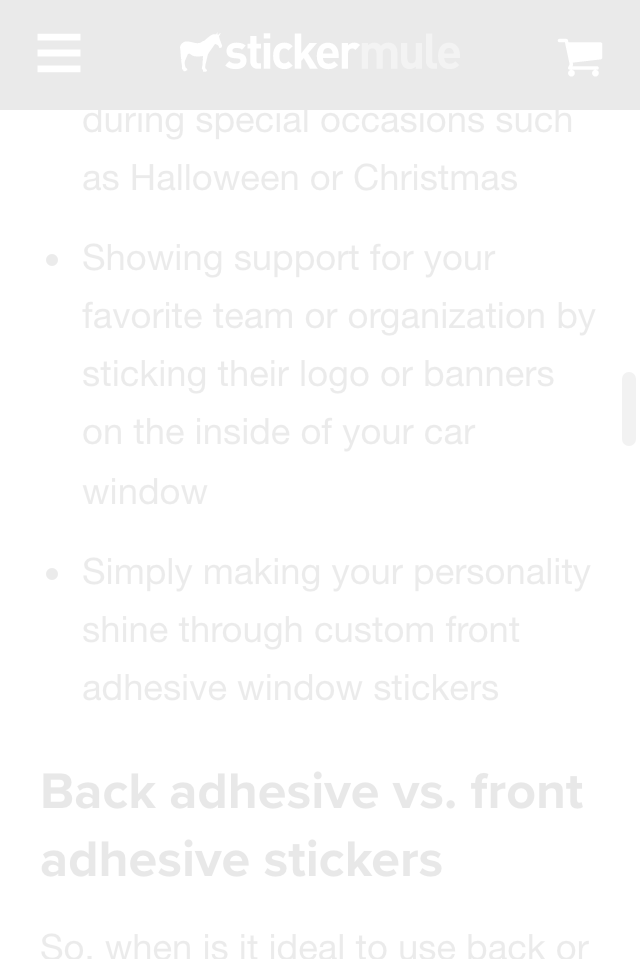 stickermule
during special occasions such
as Halloween or Christmas
Showing support for your
favorite team or organization by
sticking their logo or banners
on the inside of your car
window
Simply making your personality
shine through custom front
adhesive window stickers
Back adhesive vs. front
adhesive stickers
So, when is it ideal to use back or